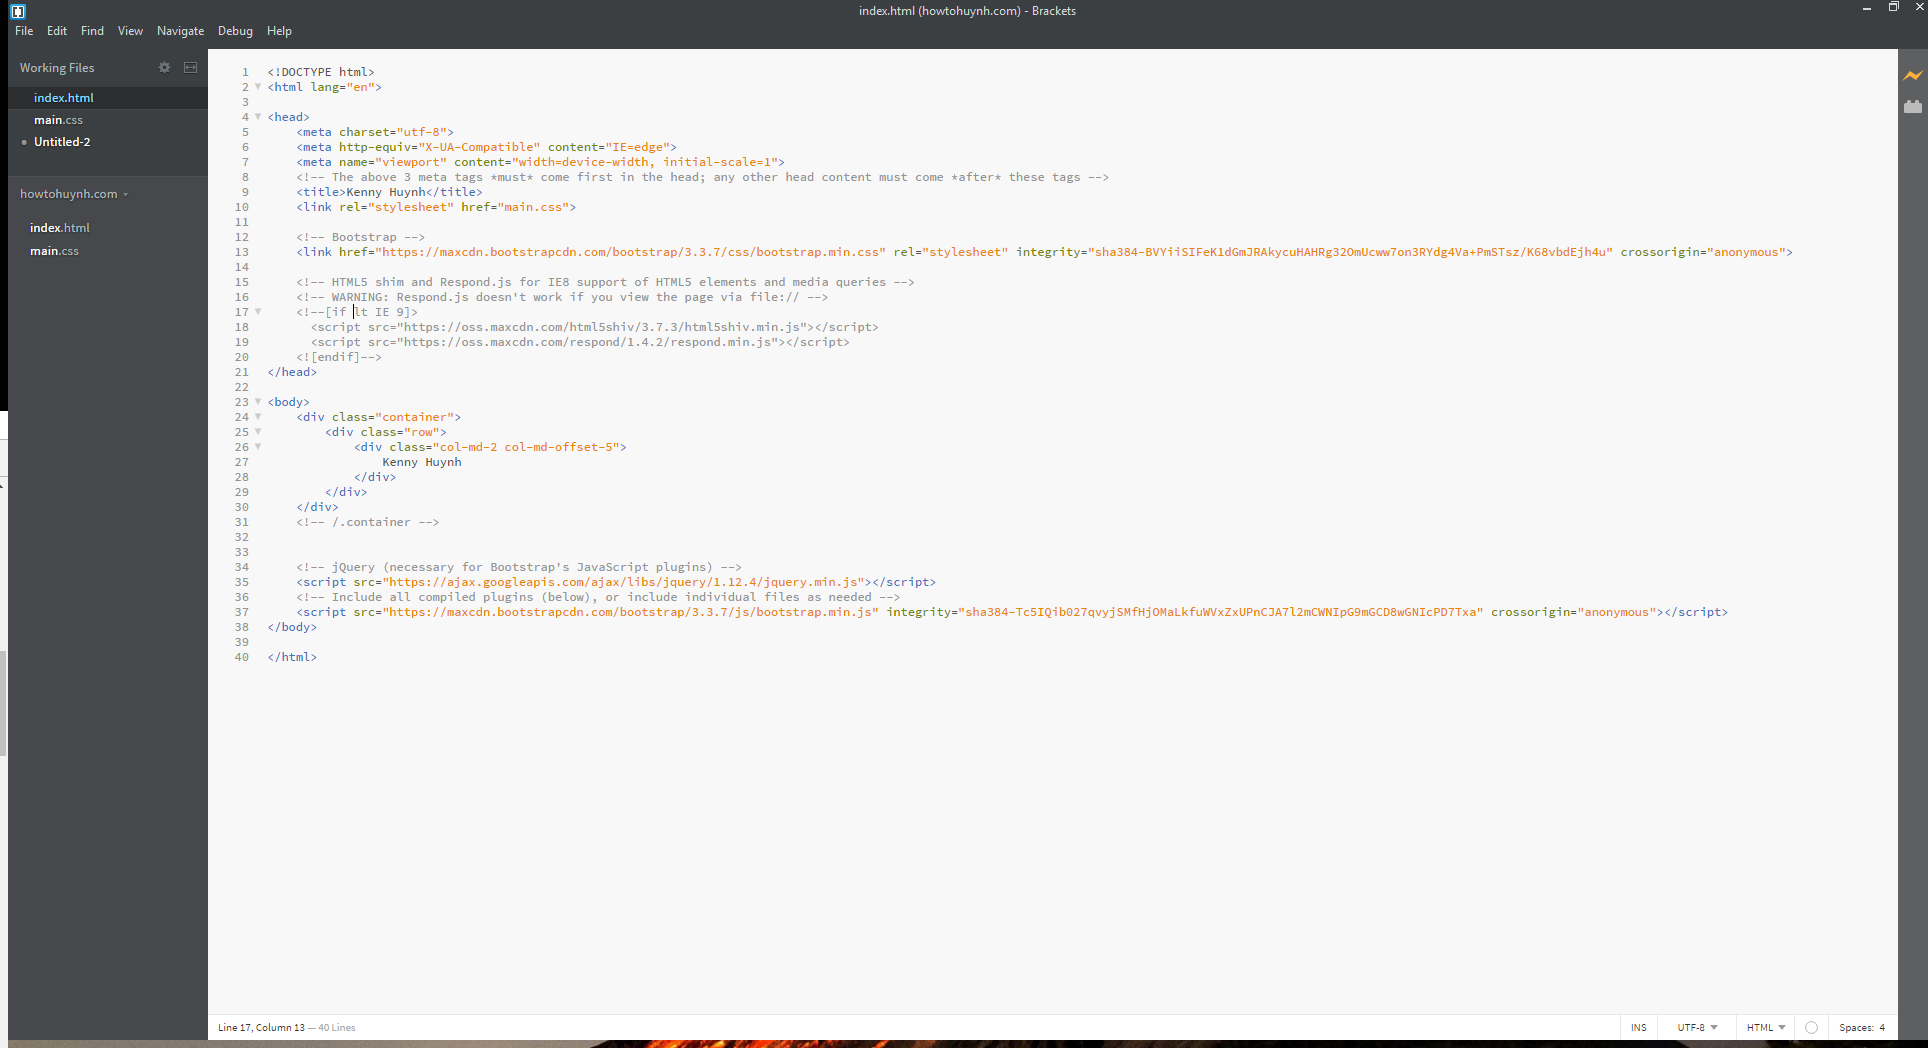 index.html (howtohuynh.com) - Brackets
File Edit Find View Navigate Debug Help
Working Files
index.html
main.css
Untitled-2
howtohuynh.com
index.html
main.css
1 <!DOCTYPE html>
2 <html lang="en">
3
4 <head>
5 <meta charset="utf-8">
6 <meta http-equiv="X-UA-Compatible" content="IE=edge">
7 <meta name="viewport" content="width=device-width, initial-scale=1">
8 <!-- The above 3 meta tags *must* come first in the head; any other head content must come *after* these tags -->
9 <title>Kenny Huynh</title>
10 <link rel="stylesheet" href="main.css">
11
12 <!-- Bootstrap -->
13 <link href="https://maxcdn.bootstrapcdn.com/bootstrap/3.3.7/css/bootstrap.min.css" rel="stylesheet" integrity="sha384-BVYiiSIFeK1dGmJRAkycuHAHRg32OmUcww7on3RYdg4Va+PmSTsz/K68vbdEjh4u" crossorigin="anonymous">
14
15 <!-- HTML5 shim and Respond.js for IE8 support of HTML5 elements and media queries -->
16 <!-- WARNING: Respond.js doesn't work if you view the page via file:// -->
17 <!--[if lt IE 9]>
18 <script src="https://oss.maxcdn.com/html5shiv/3.7.3/html5shiv.min.js"></script>
19 <script src="https://oss.maxcdn.com/respond/1.4.2/respond.min.js"></script>
20 <![endif]-->
21 </head>
22
23 <body>
24 <div class="container">
25 <div class="row">
26 <div class="col-md-2 col-md-offset-5">
27 Kenny Huynh
28 </div>
29 </div>
30 </div>
31 <!-- /.container -->
32
33
34 <!-- jQuery (necessary for Bootstrap's JavaScript plugins) -->
35 <script src="https://ajax.googleapis.com/ajax/libs/jquery/1.12.4/jquery.min.js"></script>
36 <!-- Include all compiled plugins (below), or include individual files as needed -->
37 <script src="https://maxcdn.bootstrapcdn.com/bootstrap/3.3.7/js/bootstrap.min.js" integrity="sha384-Tc5IQib027qvyjSMfHjOMaLkfuWVxZxUPnCJA7l2mCWNIpG9mGCD8wGNIcPD7Txa" crossorigin="anonymous"></script>
38 </body>
39
40 </html>
Line 17, Column 13 — 40 Lines
INS UTF-8 HTML Spaces: 4